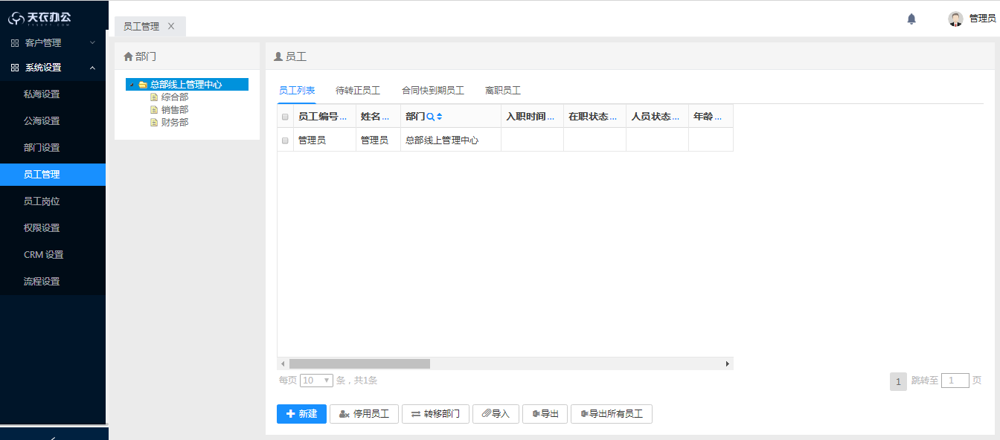 天衣办公
员工管理
管理员
客户管理
系统设置
私海设置
公海设置
部门设置
员工管理
员工岗位
权限设置
CRM 设置
流程设置
部门
总部线上管理中心
综合部
销售部
财务部
员工
员工列表 待转正员工 合同快到期员工 离职员工
员工编号... 姓名... 部门 入职时间... 在职状态... 人员状态... 年龄...
管理员 管理员 总部线上管理中心
每页 10 条，共1条
1 跳转至 1 页
新建 停用员工 转移部门 导入 导出 导出所有员工